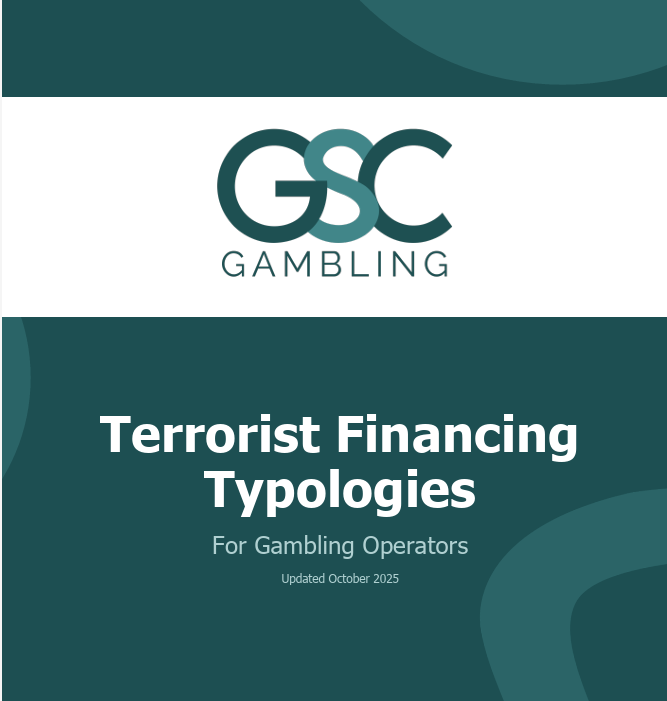 GSC
GAMBLING
Terrorist Financing
Typologies
For Gambling Operators
Updated October 2025